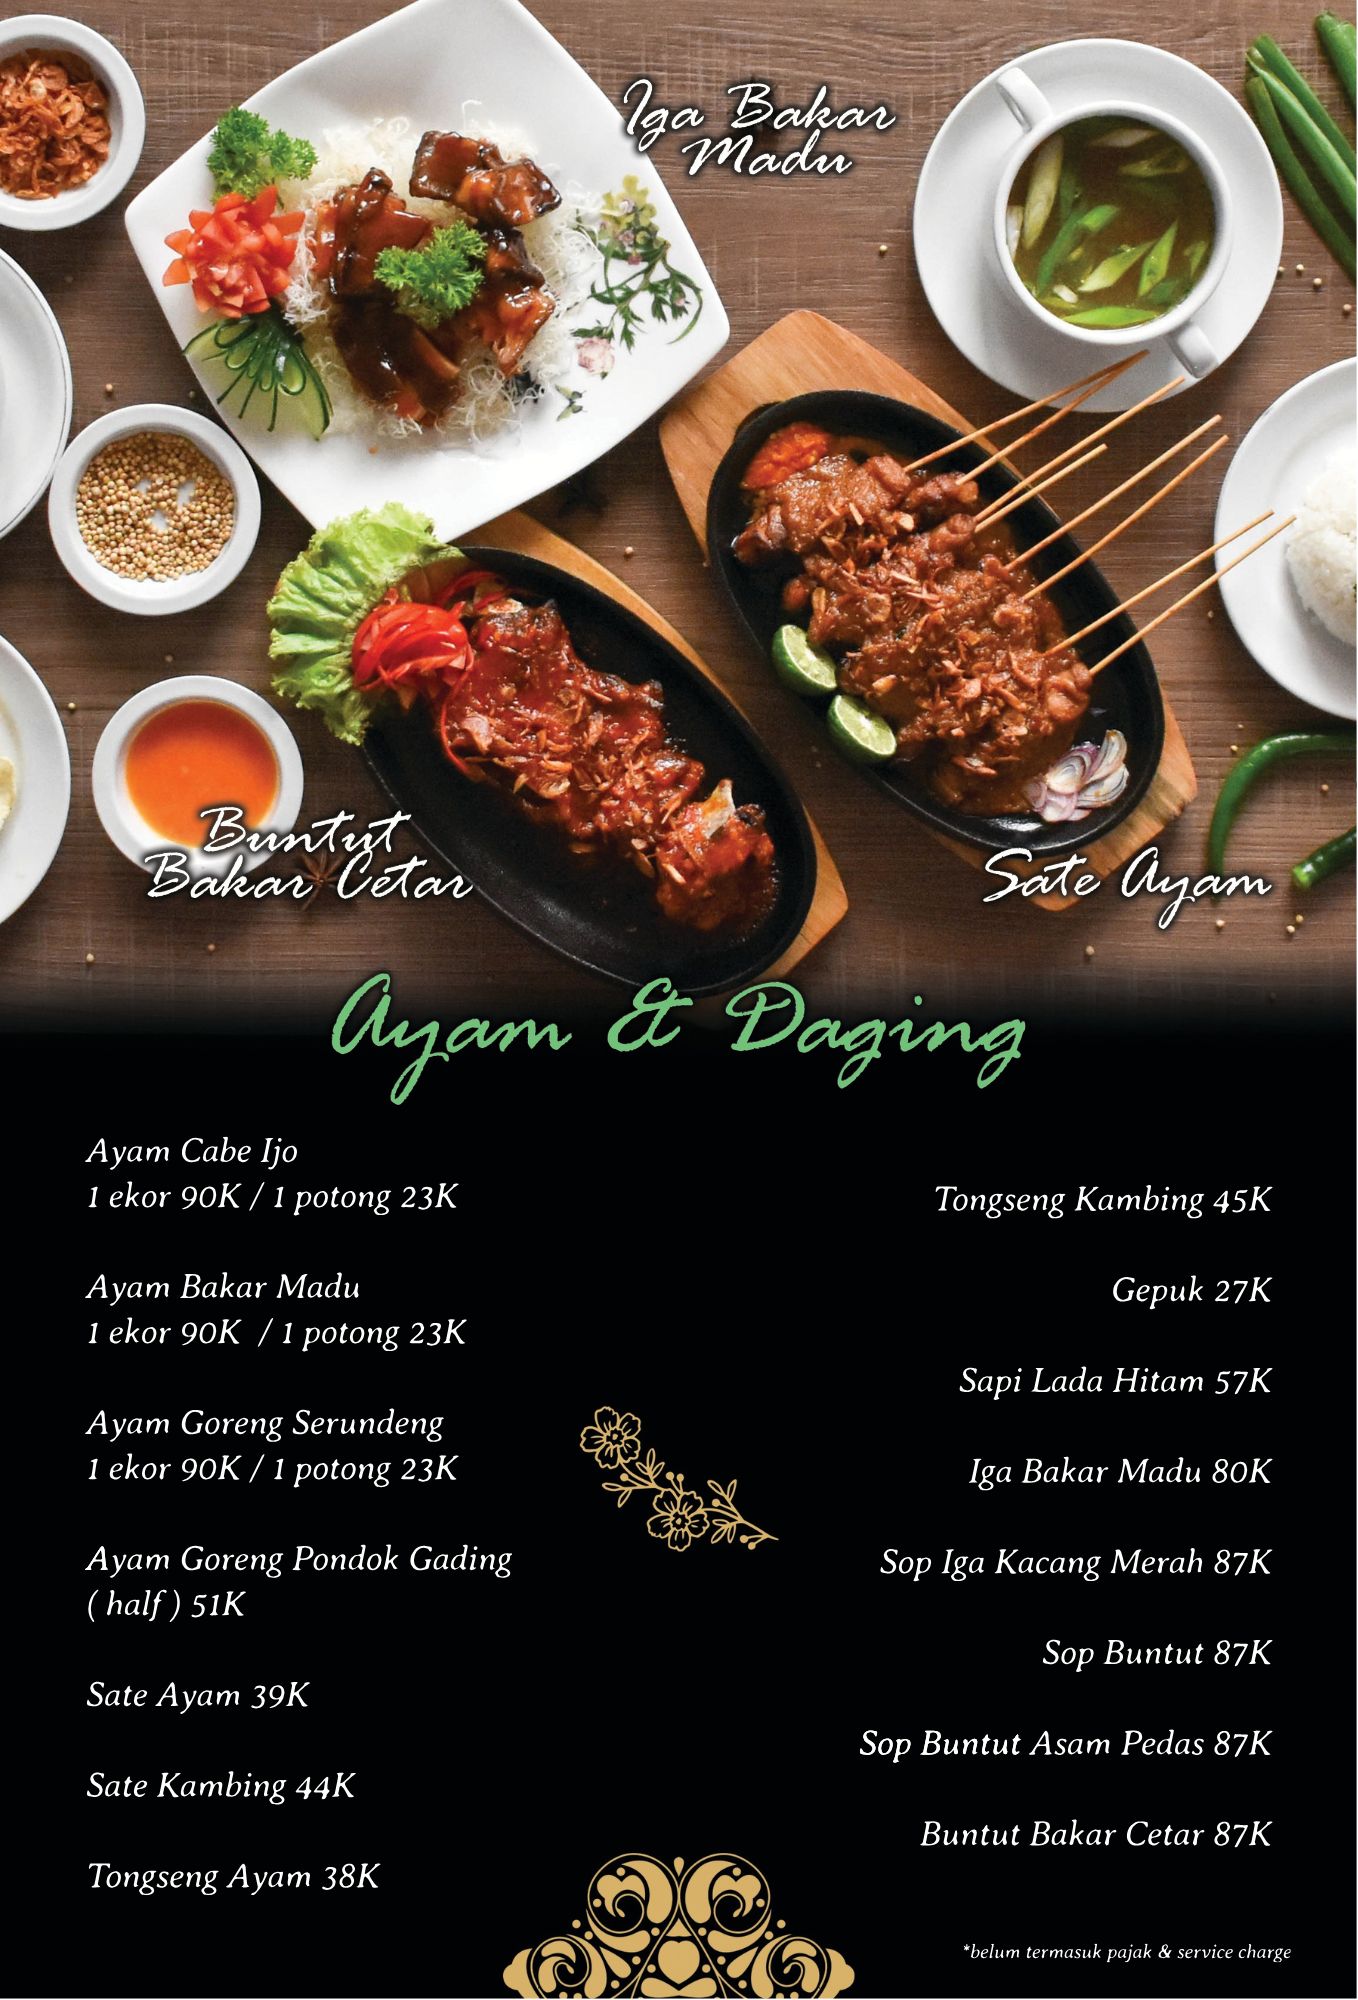 Iga Bakar
Madu
Buntut
Bakar Cetar
Sate Ayam
Ayam & Daging
Ayam Cabe Ijo
1 ekor 90K / 1 potong 23K
Ayam Bakar Madu
1 ekor 90K / 1 potong 23K
Ayam Goreng Serundeng
1 ekor 90K / 1 potong 23K
Ayam Goreng Pondok Gading
( half ) 51K
Sate Ayam 39K
Sate Kambing 44K
Tongseng Ayam 38K
Tongseng Kambing 45K
Gepuk 27K
Sapi Lada Hitam 57K
Iga Bakar Madu 80K
Sop Iga Kacang Merah 87K
Sop Buntut 87K
Sop Buntut Asam Pedas 87K
Buntut Bakar Cetar 87K
*belum termasuk pajak & service charge